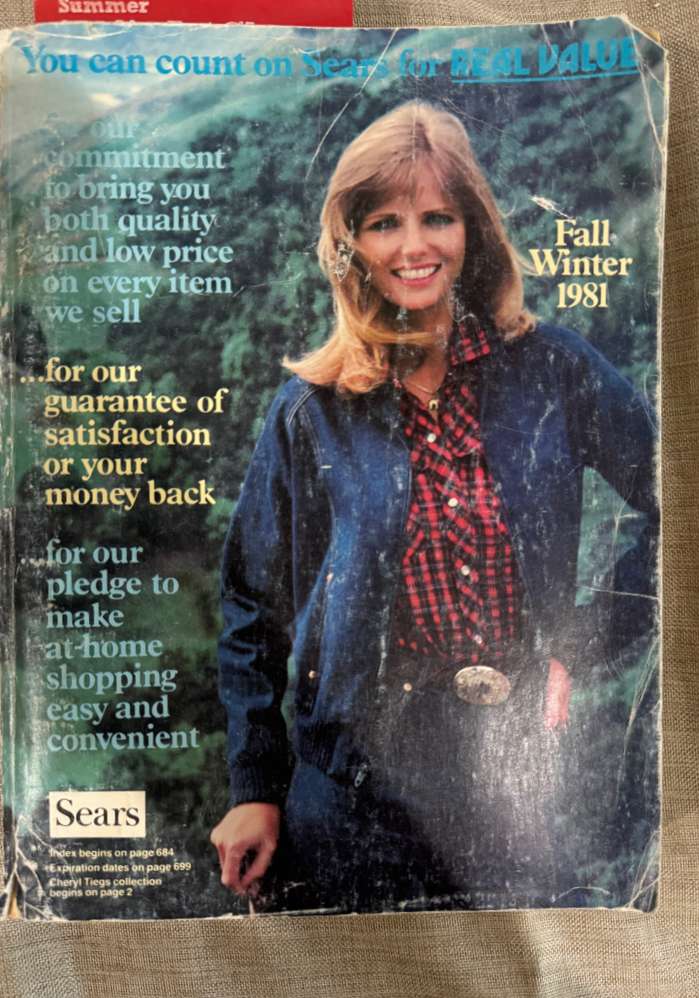 Summer
You can count on Sears for REAL VALUE
our
commitment
to bring you
both quality
and low price
on every item
we sell
Fall
Winter
1981
...for our
guarantee of
satisfaction
or your
money back
...for our
pledge to
make
at-home
shopping
easy and
convenient
Sears
Index begins on page 684
Expiration dates on page 699
Cheryl Tiegs collection
begins on page 2